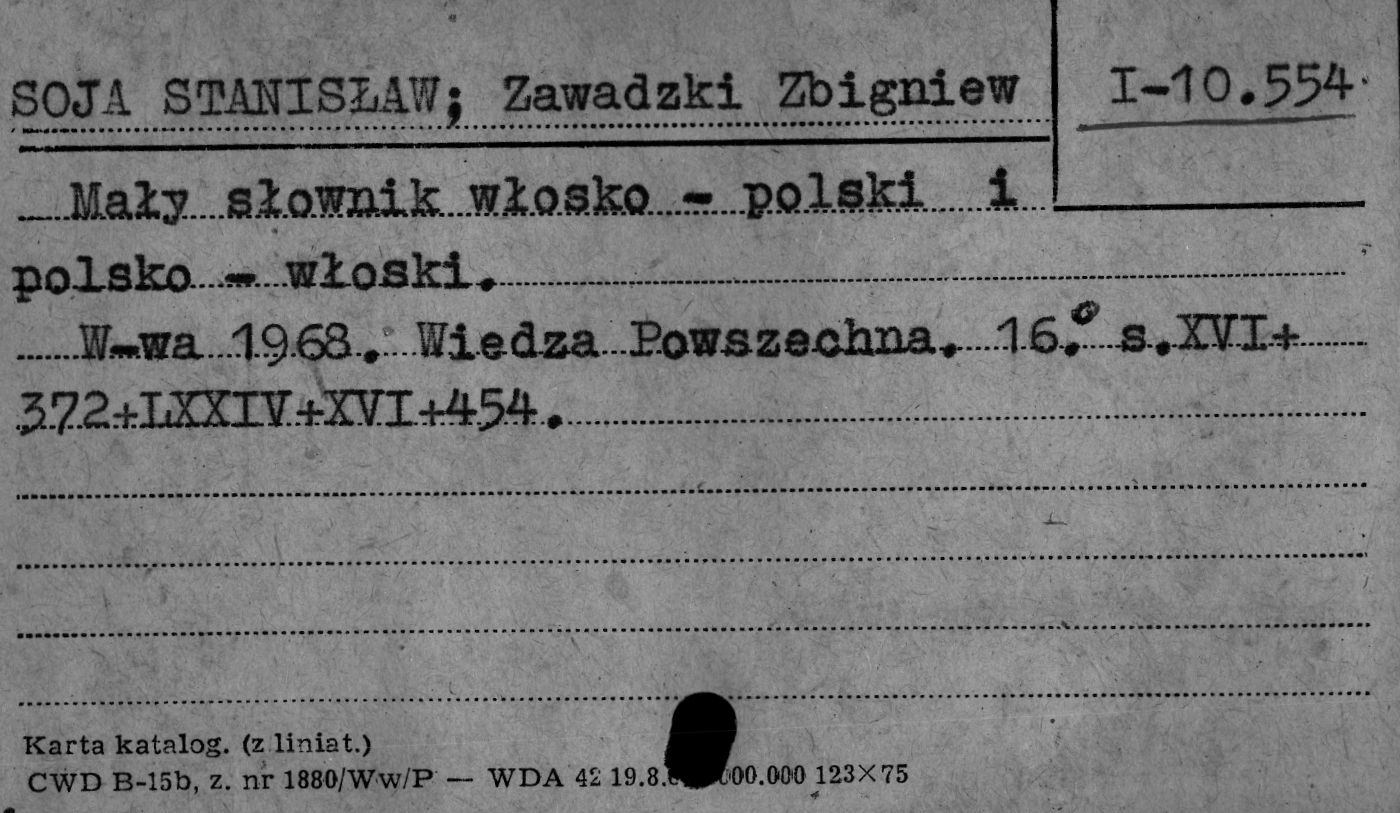 SOJA STANISŁAW; Zawadzki Zbigniew
I-10.554
Mały słownik włosko - polski i
polsko - włoski.
W-wa 1968. Wiedza Powszechna. 16.° s.XVI+
372+LXXIV+XVI+454.
Karta katalog. (z liniat.)
CWD B-15b, z. nr 1880/Ww/P — WDA 42 19.8. 000.000 123×75